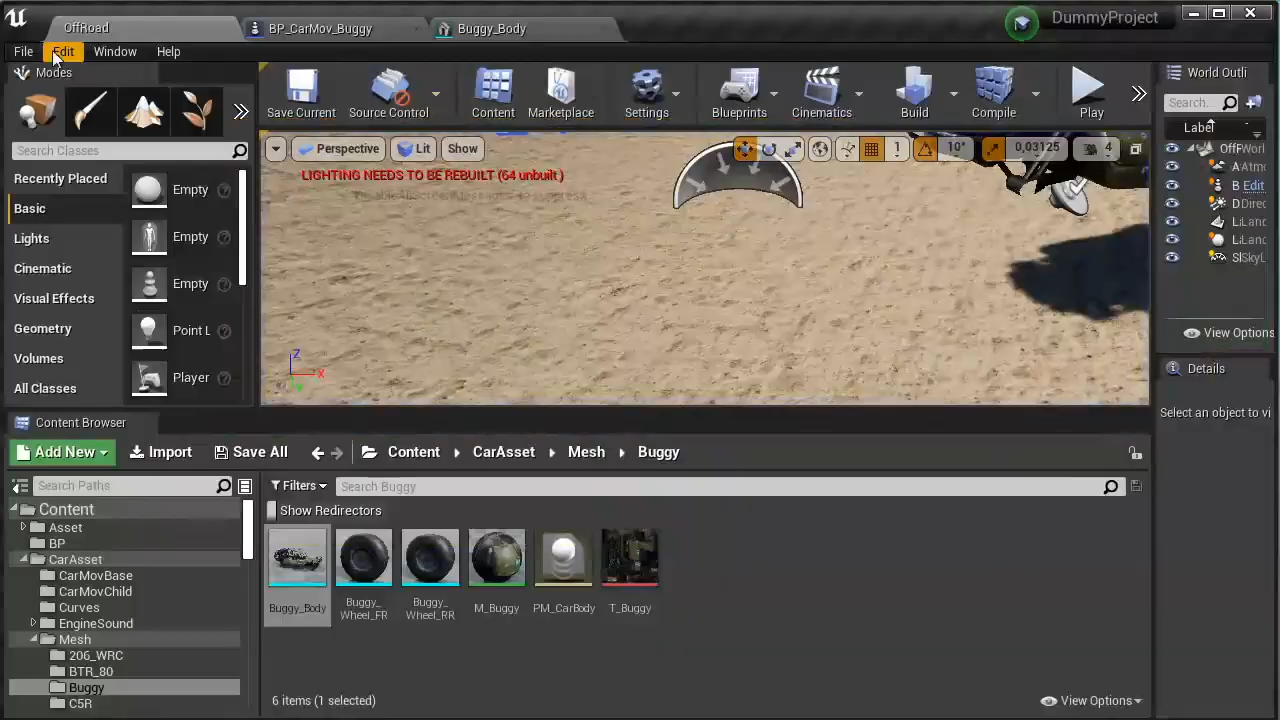 OffRoad
BP_CarMov_Buggy
Buggy_Body
DummyProject
File
Edit
Window
Help
Modes
Search Classes
Recently Placed
Basic
Lights
Cinematic
Visual Effects
Geometry
Volumes
All Classes
Empty
Empty
Empty
Point L
Player
Save Current
Source Control
Content
Marketplace
Settings
Blueprints
Cinematics
Build
Compile
Play
Perspective
Lit
Show
1
10°
0,03125
4
LIGHTING NEEDS TO BE REBUILT (64 unbuilt )
Z
X
World Outli
Search.
Label
Edit
View Options
Details
Select an object to vi
Content Browser
Add New
Import
Save All
Content
CarAsset
Mesh
Buggy
Search Paths
Content
Asset
BP
CarAsset
CarMovBase
CarMovChild
Curves
EngineSound
Mesh
206_WRC
BTR_80
Buggy
C5R
Filters
Search Buggy
Show Redirectors
Buggy_Body
Buggy_
Wheel_FR
Buggy_
Wheel_RR
M_Buggy
PM_CarBody
T_Buggy
6 items (1 selected)
View Options